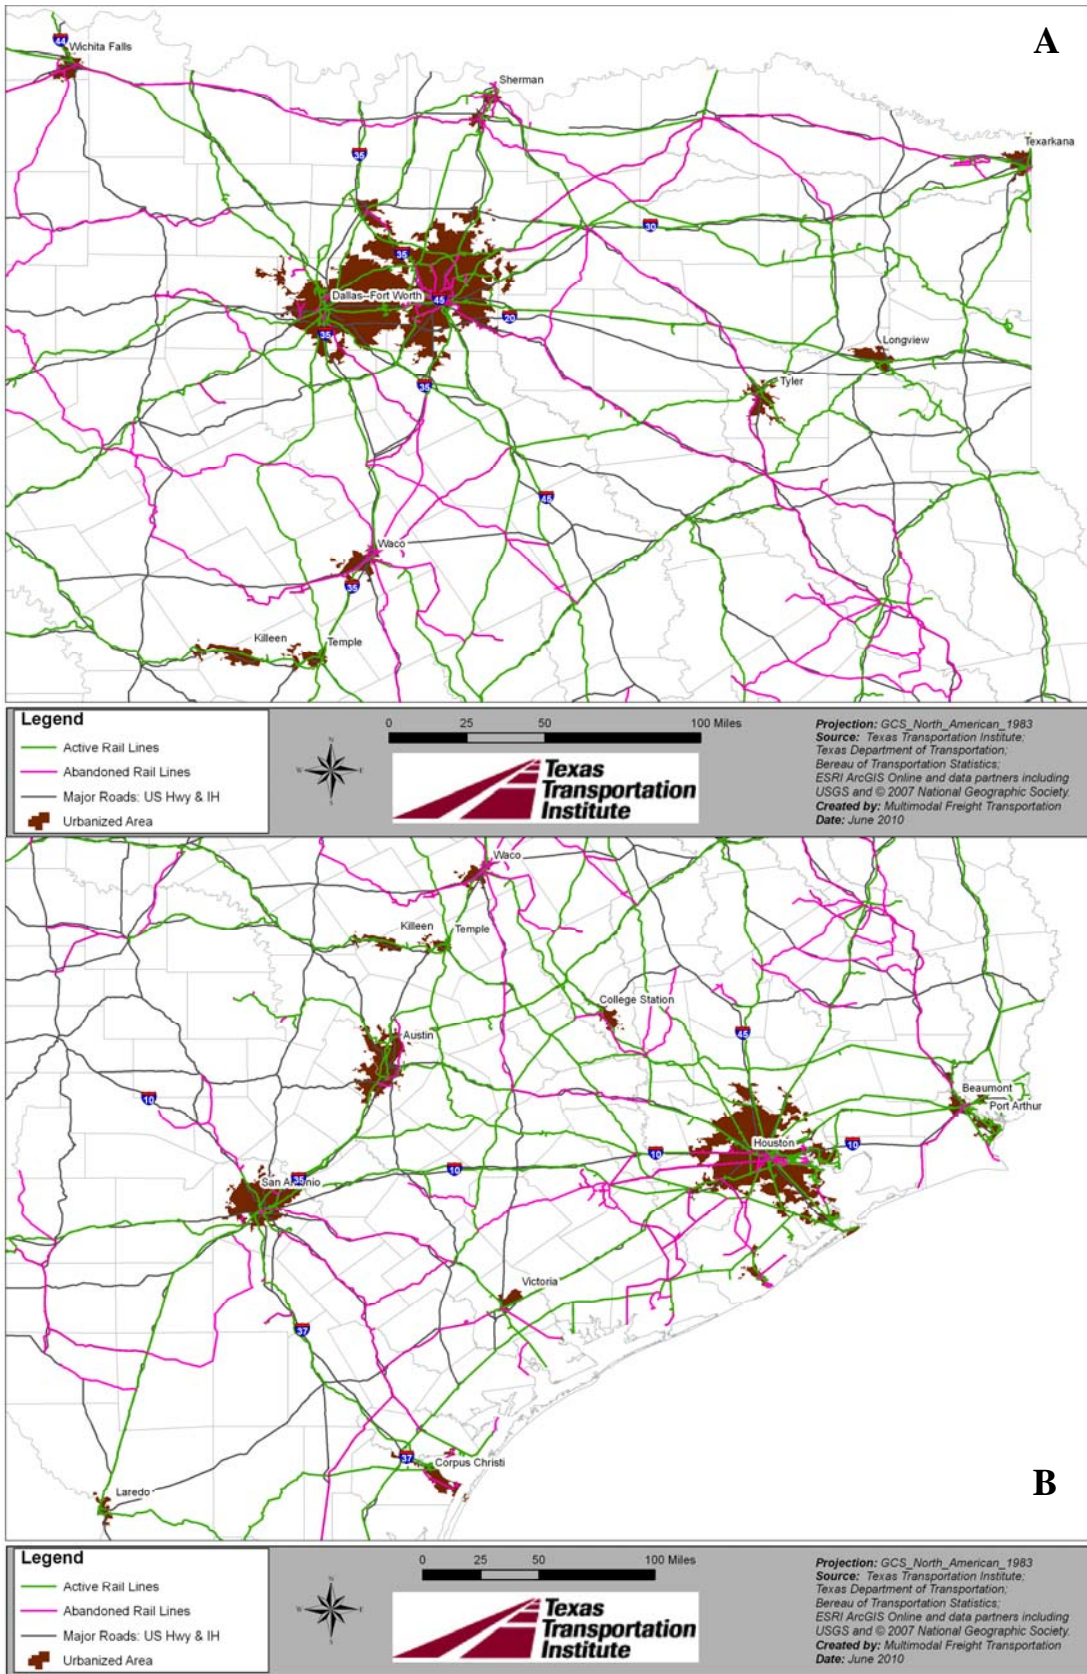 A
44
Wichita Falls
Sherman
35
Texarkana
30
35
Dallas--Fort Worth
45
20
35
Longview
35
Tyler
45
Waco
35
Killeen
Temple
Legend
Active Rail Lines
Abandoned Rail Lines
Major Roads: US Hwy & IH
Urbanized Area
N
W
E
S
0 25 50 100 Miles
Texas
Transportation
Institute
Projection: GCS_North_American_1983
Source: Texas Transportation Institute;
Texas Department of Transportation;
Bereau of Transportation Statistics;
ESRI ArcGIS Online and data partners including
USGS and © 2007 National Geographic Society.
Created by: Multimodal Freight Transportation
Date: June 2010
Waco
Killeen
Temple
College Station
Austin
45
10
Beaumont
Port Arthur
Houston
10
10
10
35
San Antonio
Victoria
37
37
Corpus Christi
Laredo
B
Legend
Active Rail Lines
Abandoned Rail Lines
Major Roads: US Hwy & IH
Urbanized Area
N
W
E
S
0 25 50 100 Miles
Texas
Transportation
Institute
Projection: GCS_North_American_1983
Source: Texas Transportation Institute;
Texas Department of Transportation;
Bereau of Transportation Statistics;
ESRI ArcGIS Online and data partners including
USGS and © 2007 National Geographic Society.
Created by: Multimodal Freight Transportation
Date: June 2010